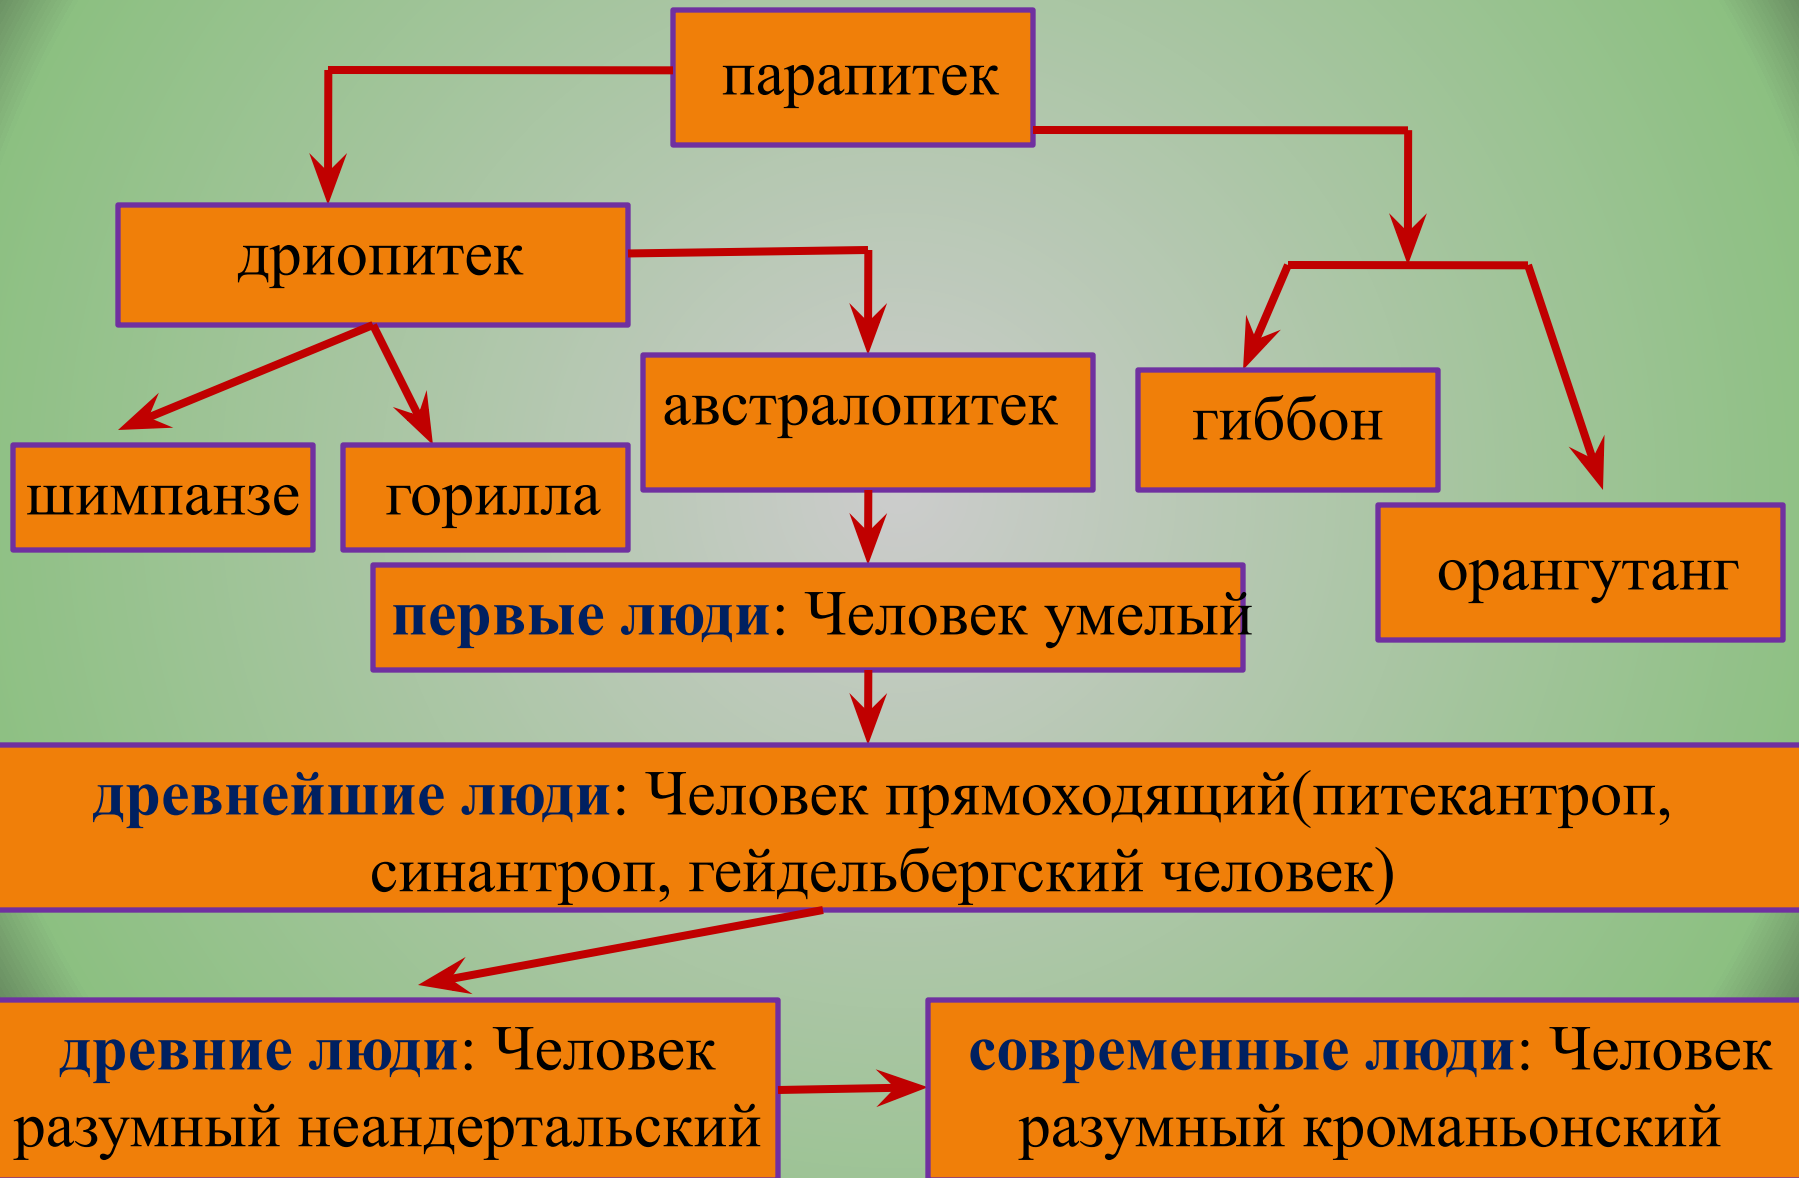 парапитек
дриопитек
австралопитек
гиббон
шимпанзе
горилла
орангутанг
первые люди: Человек умелый
древнейшие люди: Человек прямоходящий(питекантроп,
синантроп, гейдельбергский человек)
древние люди: Человек
разумный неандертальский
современные люди: Человек
разумный кроманьонский